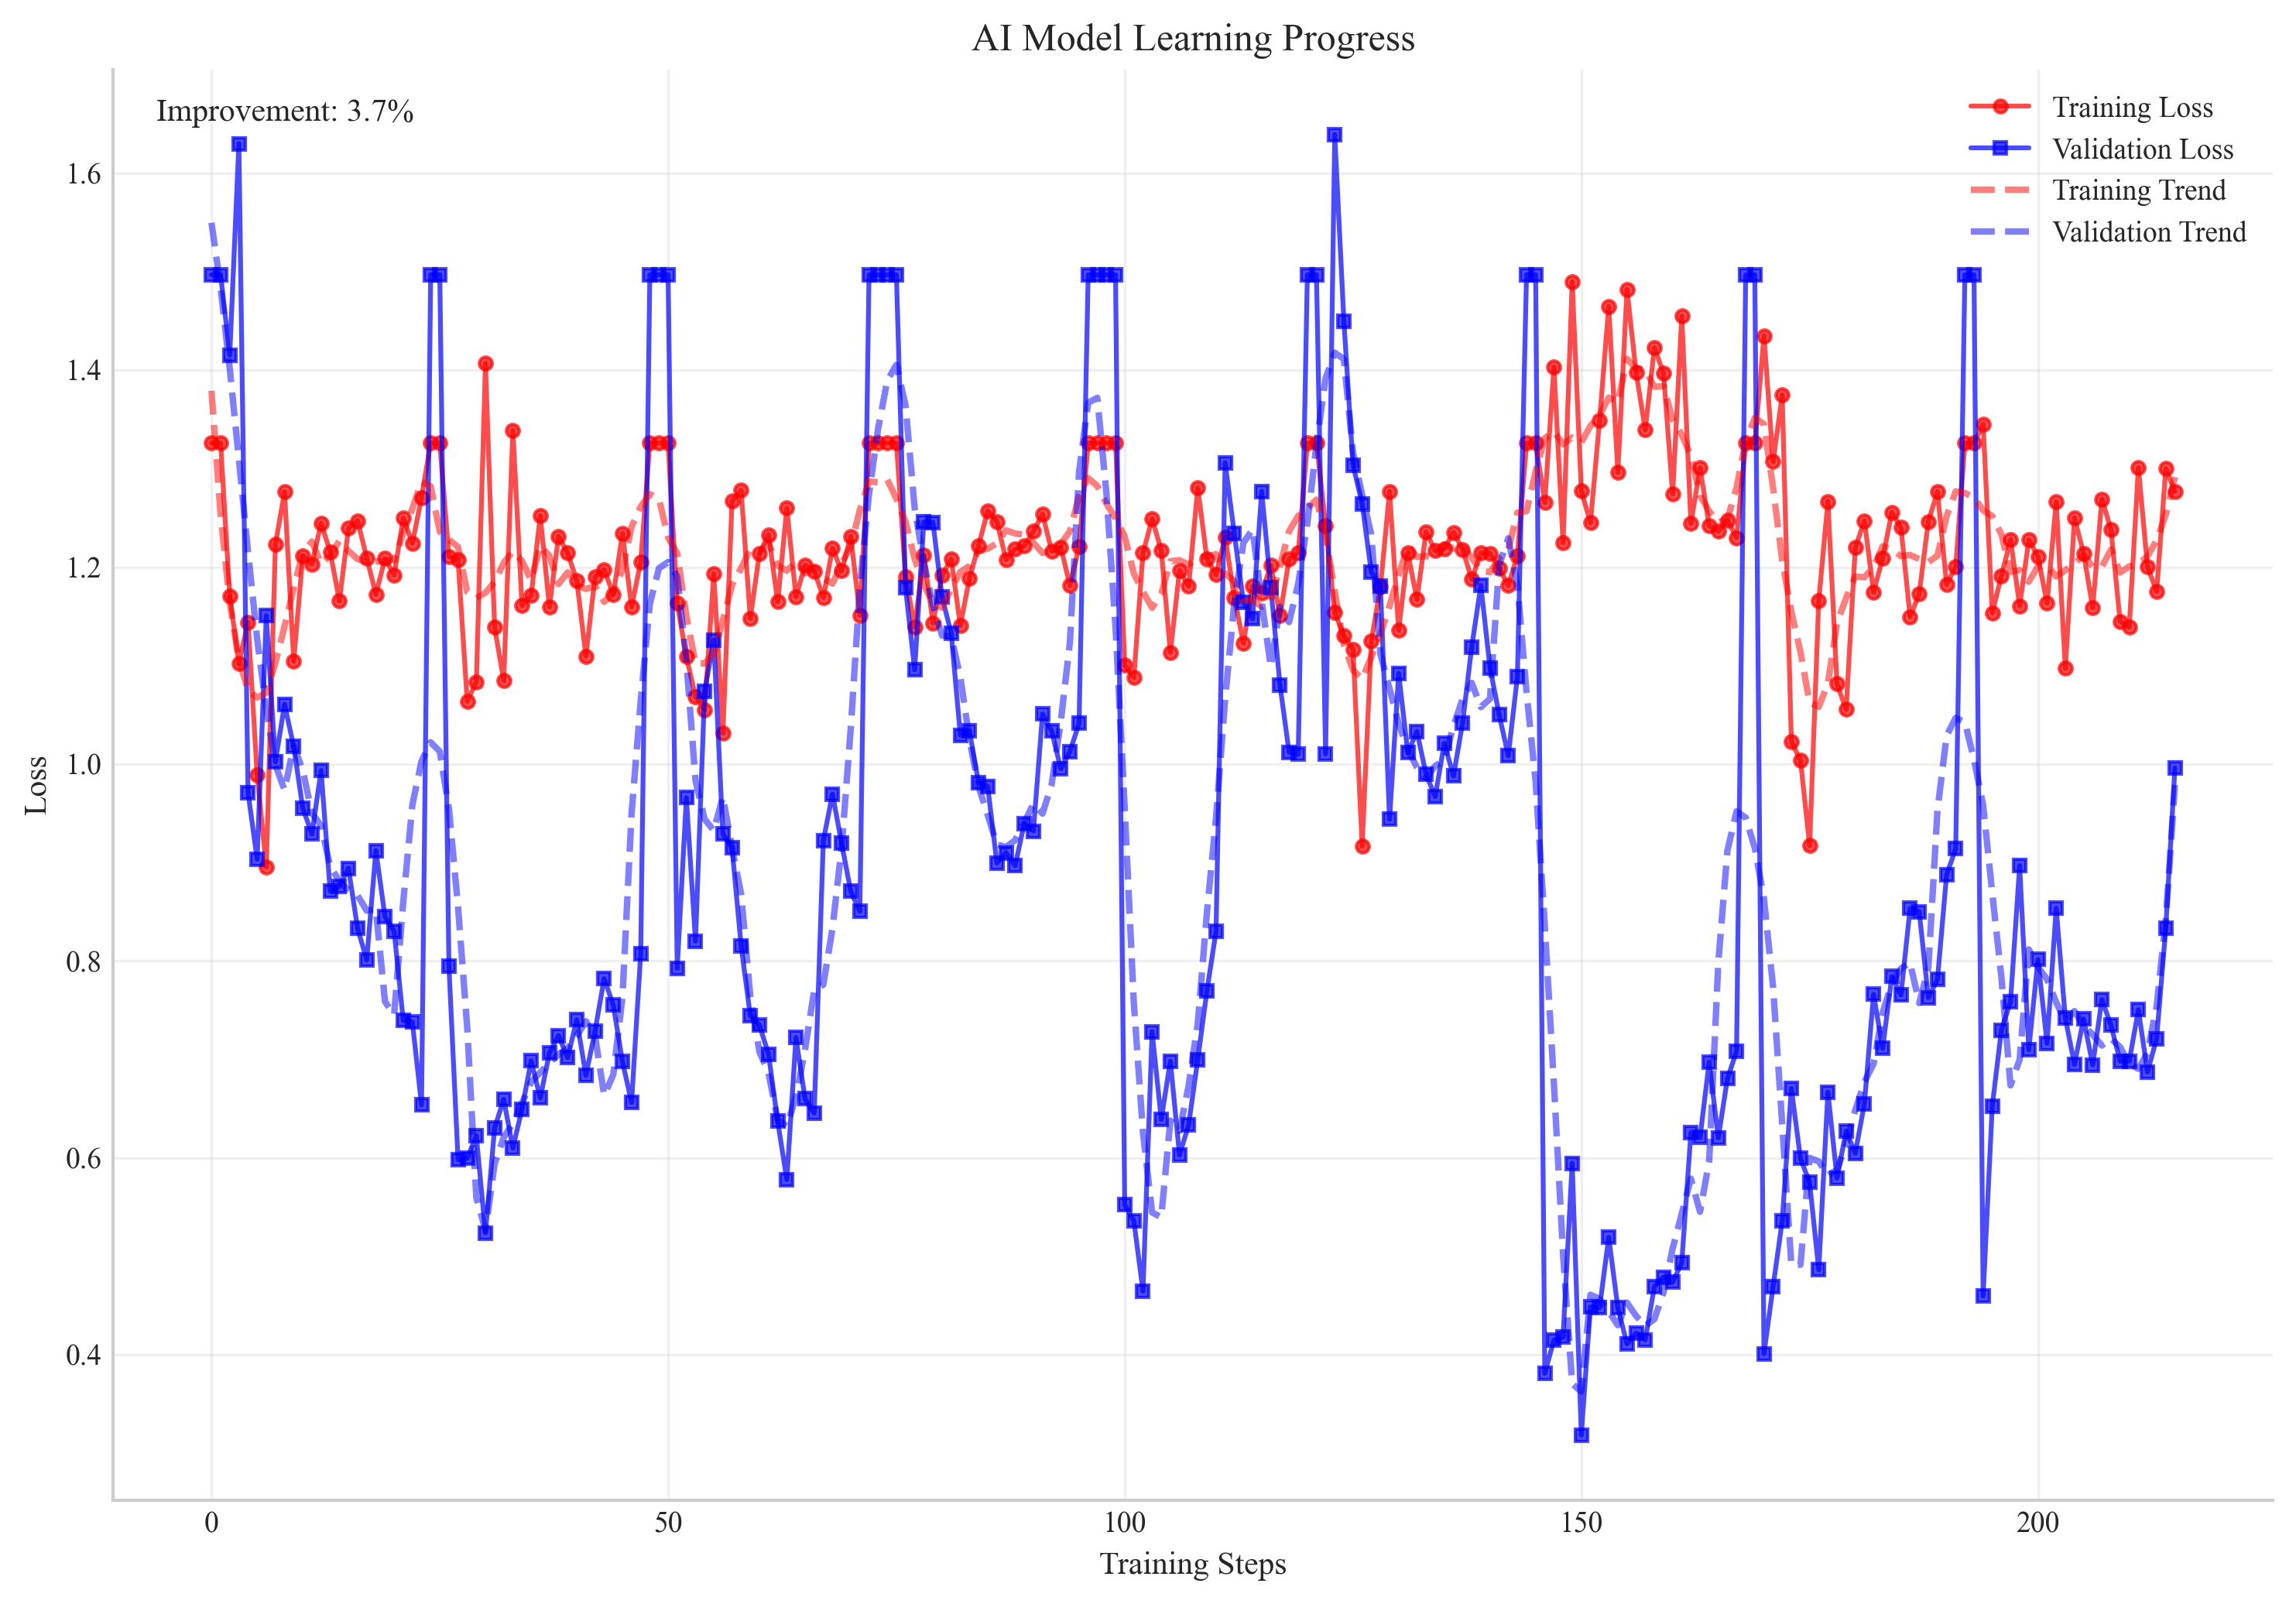 AI Model Learning Progress
Improvement: 3.7%
Training Loss
Validation Loss
Training Trend
Validation Trend
1.6
1.4
1.2
1.0
0.8
0.6
0.4
Loss
0 50 100 150 200
Training Steps